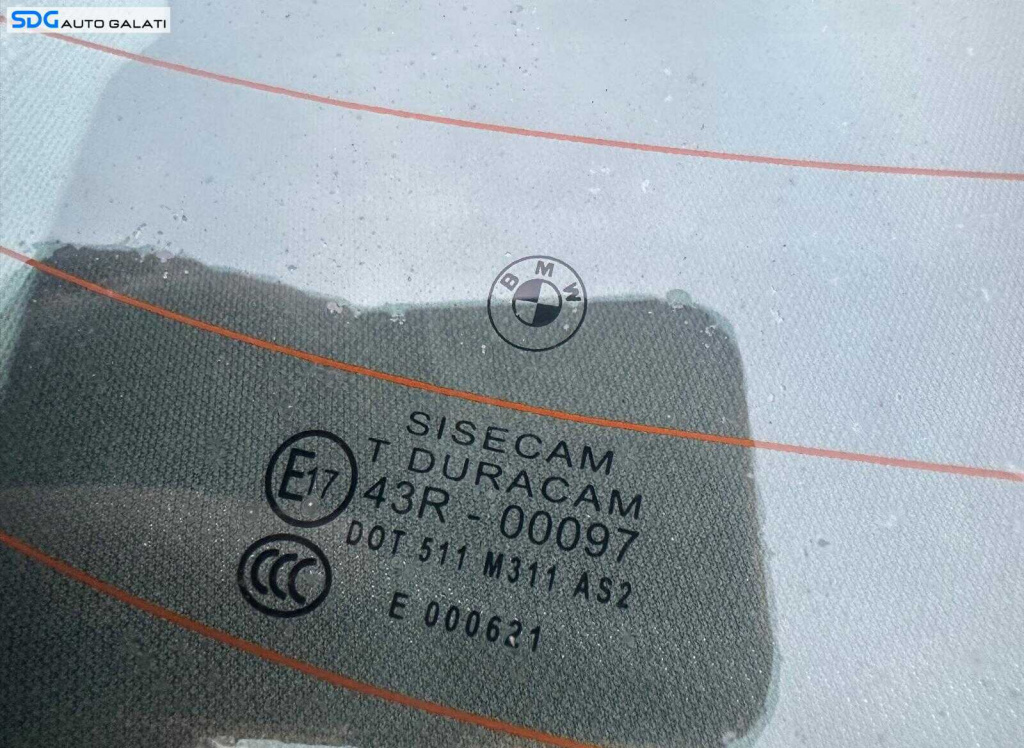 SDG AUTO GALATI
BMW
SISECAM
T DURACAM
E17
43R - 00097
DOT 511 M311 AS2
CCC
E 000621